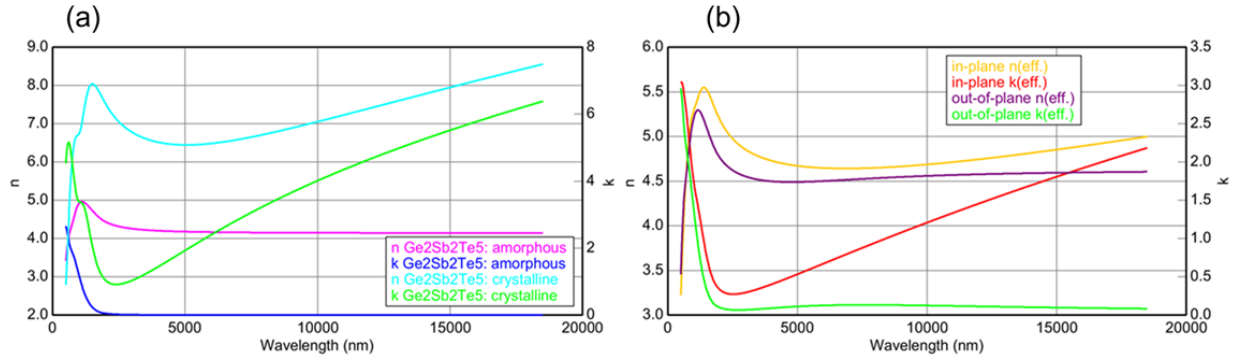 (a)
9.0
8.0
7.0
6.0
5.0
4.0
3.0
2.0
n
8
6
4
2
0
k
n Ge2Sb2Te5: amorphous
k Ge2Sb2Te5: amorphous
n Ge2Sb2Te5: crystalline
k Ge2Sb2Te5: crystalline
0 5000 10000 15000 20000
Wavelength (nm)
(b)
6.0
5.5
5.0
4.5
4.0
3.5
3.0
n
3.5
3.0
2.5
2.0
1.5
1.0
0.5
0.0
k
in-plane n(eff.)
in-plane k(eff.)
out-of-plane n(eff.)
out-of-plane k(eff.)
0 5000 10000 15000 20000
Wavelength (nm)